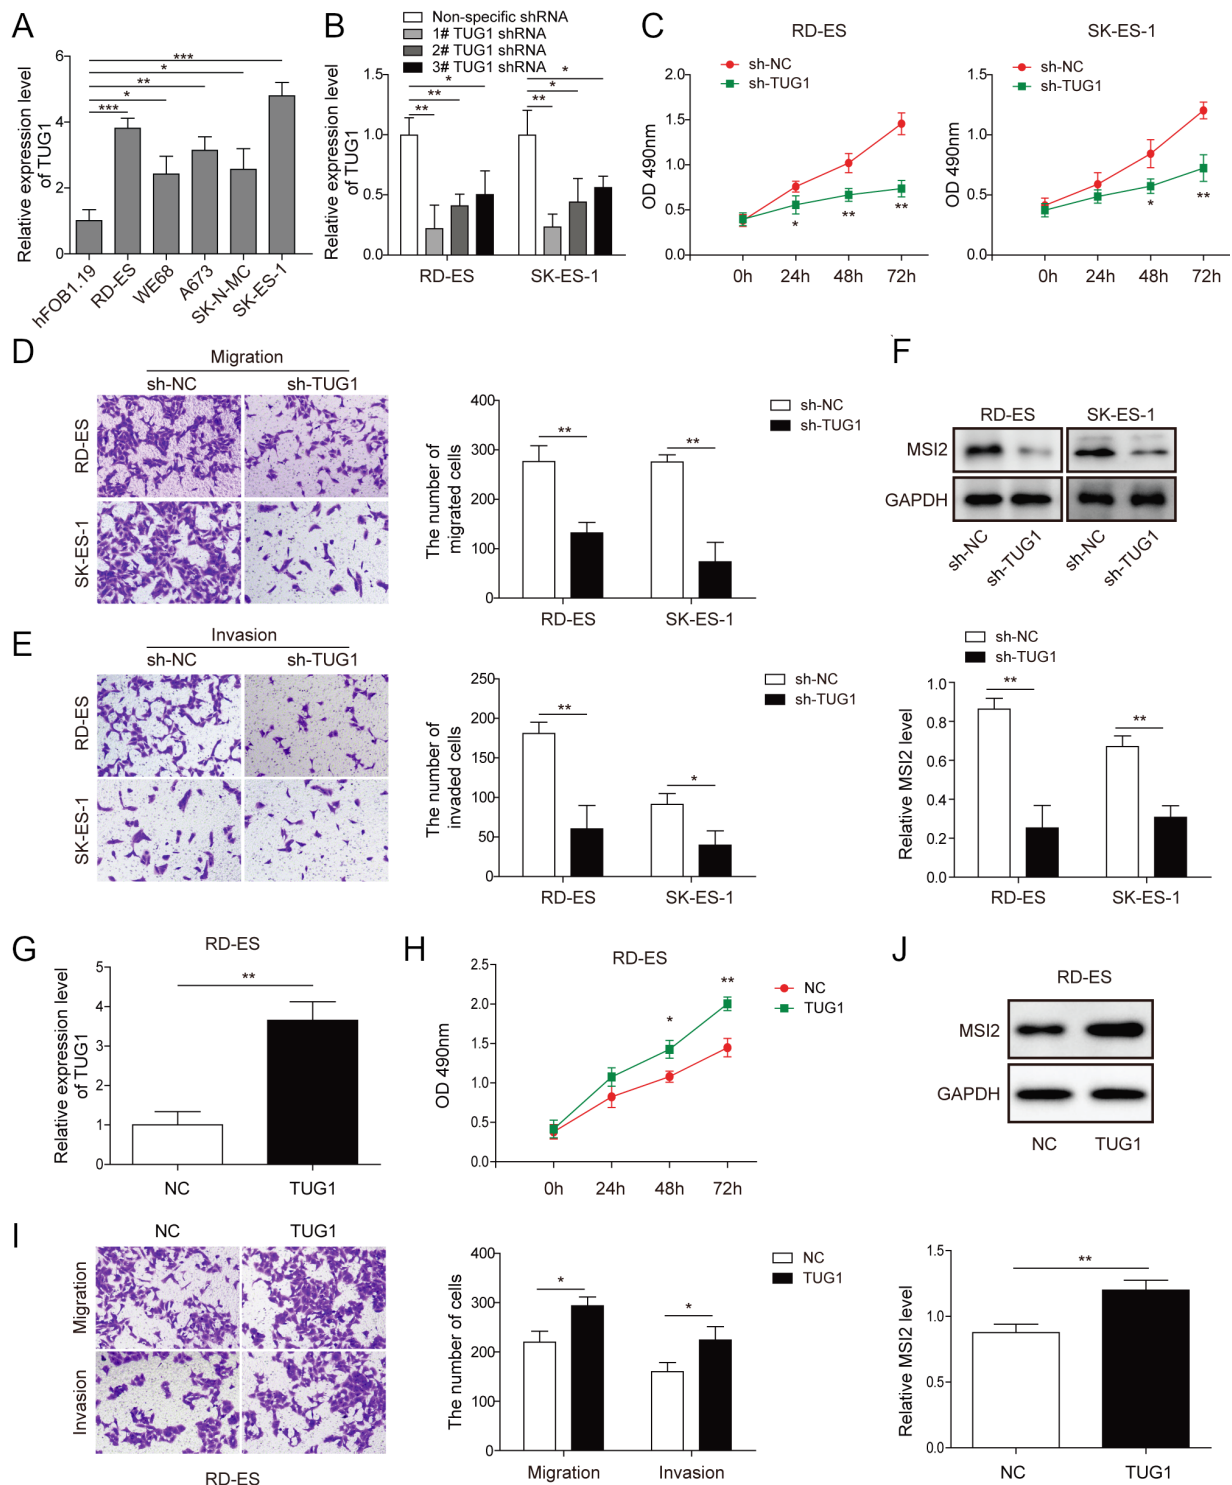 A
Relative expression level
of TUG1
6
4
2
0
***
*
**
*
***
hFOB1.19
RD-ES
WE68
A673
SK-N-MC
SK-ES-1
B
Non-specific shRNA
1# TUG1 shRNA
2# TUG1 shRNA
3# TUG1 shRNA
Relative expression level
of TUG1
1.5
1.0
0.5
0.0
*
**
**
*
*
**
RD-ES
SK-ES-1
C
RD-ES
sh-NC
sh-TUG1
OD 490nm
2.0
1.5
1.0
0.5
0.0
*
**
**
0h
24h
48h
72h
SK-ES-1
sh-NC
sh-TUG1
OD 490nm
1.5
1.0
0.5
0.0
*
**
0h
24h
48h
72h
D
Migration
sh-NC
sh-TUG1
RD-ES
SK-ES-1
The number of
migrated cells
400
300
200
100
0
**
**
RD-ES
SK-ES-1
sh-NC
sh-TUG1
F
RD-ES
SK-ES-1
MSI2
GAPDH
sh-NC
sh-TUG1
sh-NC
sh-TUG1
E
Invasion
sh-NC
sh-TUG1
RD-ES
SK-ES-1
The number of
invaded cells
250
200
150
100
50
0
**
*
RD-ES
SK-ES-1
sh-NC
sh-TUG1
sh-NC
sh-TUG1
Relative MSI2 level
1.0
0.8
0.6
0.4
0.2
0.0
**
**
RD-ES
SK-ES-1
G
RD-ES
Relative expression level
of TUG1
5
4
3
2
1
0
**
NC
TUG1
H
RD-ES
OD 490nm
2.5
2.0
1.5
1.0
0.5
0.0
*
**
0h
24h
48h
72h
NC
TUG1
J
RD-ES
MSI2
GAPDH
NC
TUG1
I
NC
TUG1
Migration
Invasion
RD-ES
The number of cells
400
300
200
100
0
*
*
Migration
Invasion
NC
TUG1
Relative MSI2 level
1.5
1.0
0.5
0.0
**
NC
TUG1